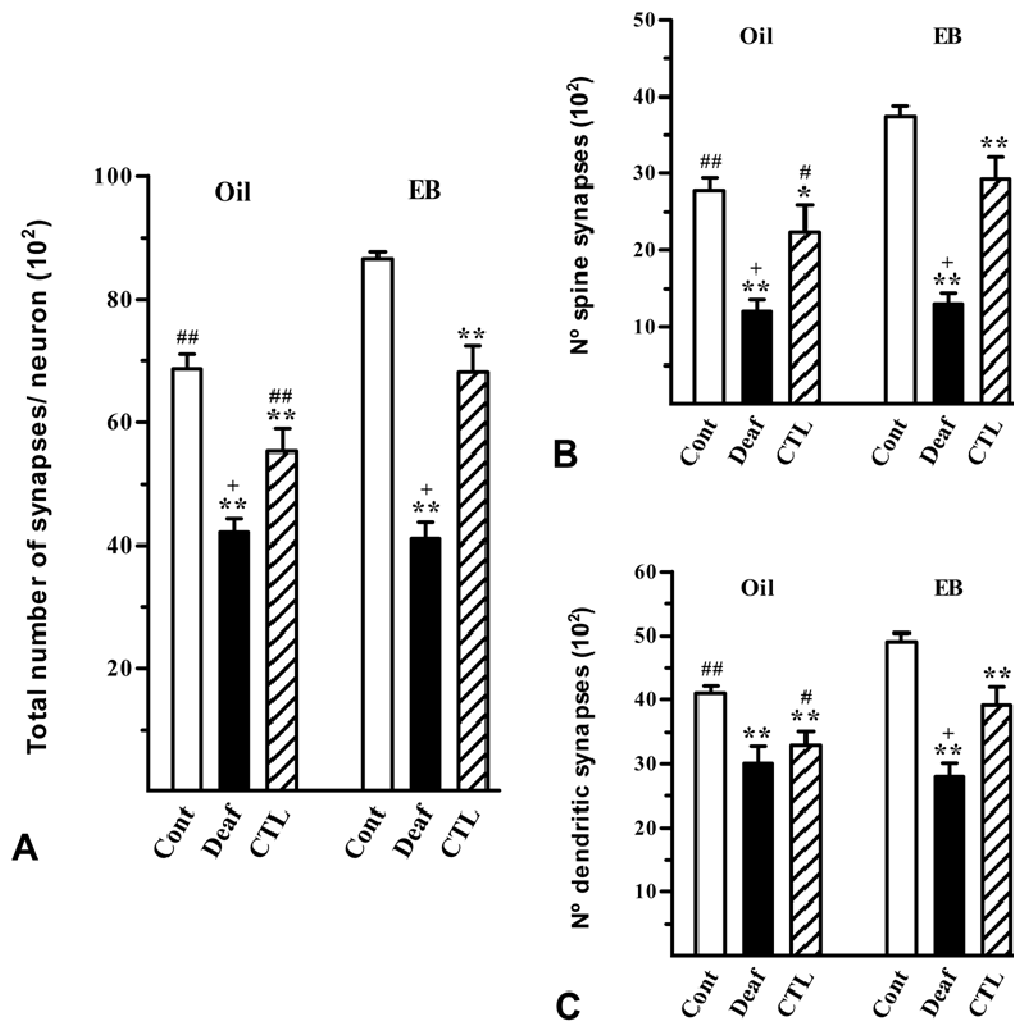 Total number of synapses/ neuron (10²)
100
80
60
40
20
Oil
EB
##
+
**
##
**
+
**
**
Cont
Deaf
CTL
Cont
Deaf
CTL
A
N° spine synapses (10²)
50
40
30
20
10
Oil
EB
##
+
**
#
*
+
**
**
Cont
Deaf
CTL
Cont
Deaf
CTL
B
N° dendritic synapses (10²)
60
50
40
30
20
10
Oil
EB
##
**
#
**
+
**
**
Cont
Deaf
CTL
Cont
Deaf
CTL
C